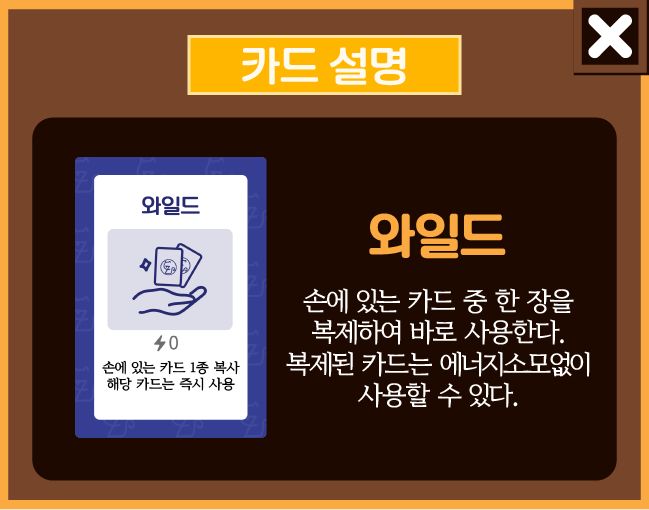 카드 설명
와일드
⚡0
손에 있는 카드 1종 복사
해당 카드는 즉시 사용
와일드
손에 있는 카드 중 한 장을
복제하여 바로 사용한다.
복제된 카드는 에너지소모없이
사용할 수 있다.